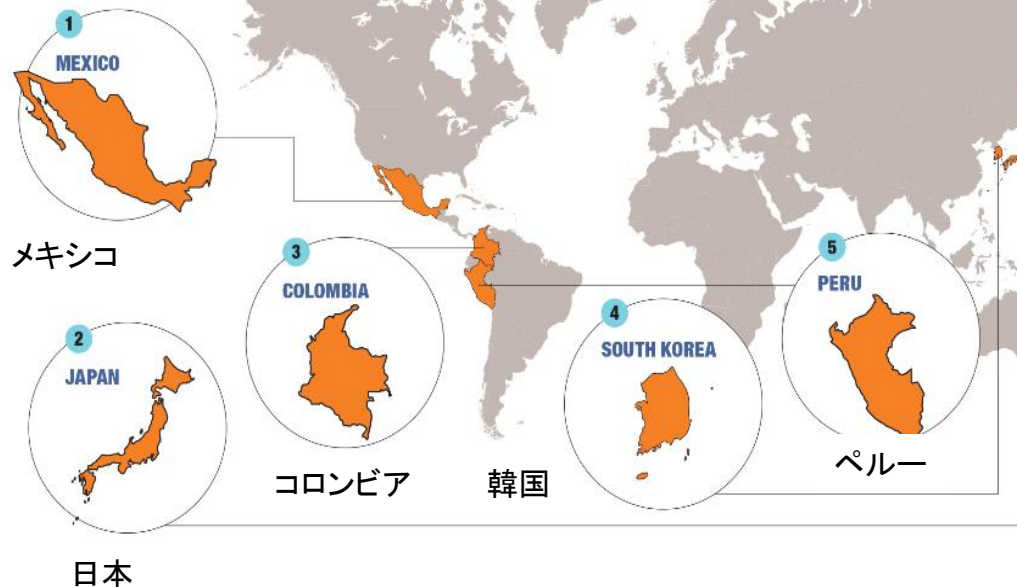 1
MEXICO
メキシコ
2
JAPAN
日本
3
COLOMBIA
コロンビア
4
SOUTH KOREA
韓国
5
PERU
ペルー